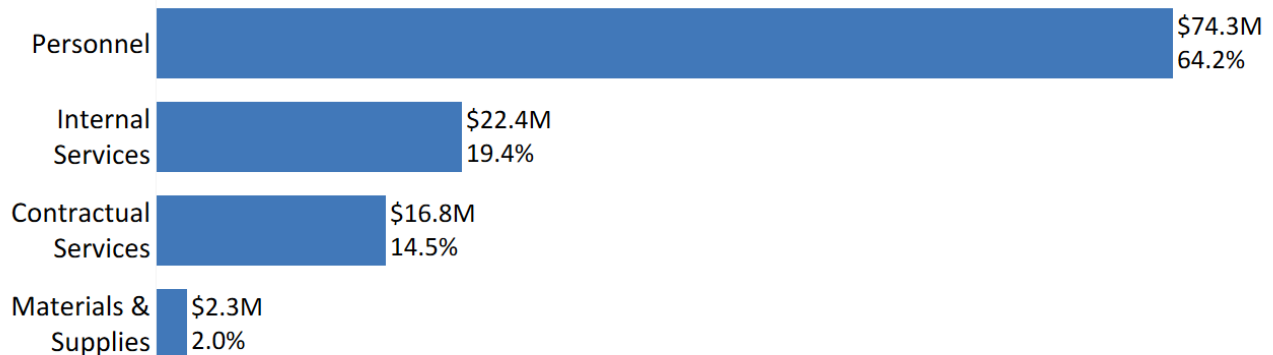 Personnel
$74.3M
64.2%
Internal
Services
$22.4M
19.4%
Contractual
Services
$16.8M
14.5%
Materials &
Supplies
$2.3M
2.0%